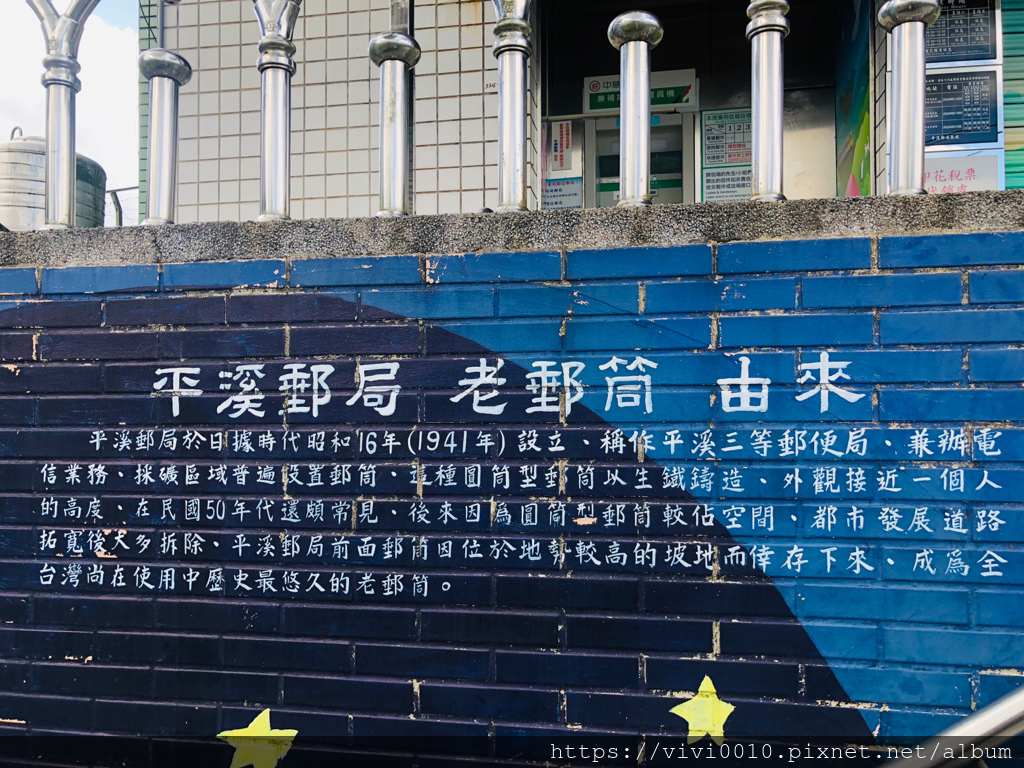 平溪郵局 老郵筒 由來
平溪郵局於日據時代昭和16年(1941年)設立、稱作平溪三等郵便局、兼辦電
信業務、採礦區域普遍設置郵筒、這種圓筒型郵筒以生鐵鑄造、外觀接近一個人
的高度、在民國50年代還頗常見、後來因為圓筒型郵筒較佔空間、都市發展道路
拓寬後大多拆除、平溪郵局前面郵筒因位於地勢較高的坡地而倖存下來、成為全
台灣尚在使用中歷史最悠久的老郵筒。
印花稅票
代銷處
https://vivi0010.pixnet.net/album